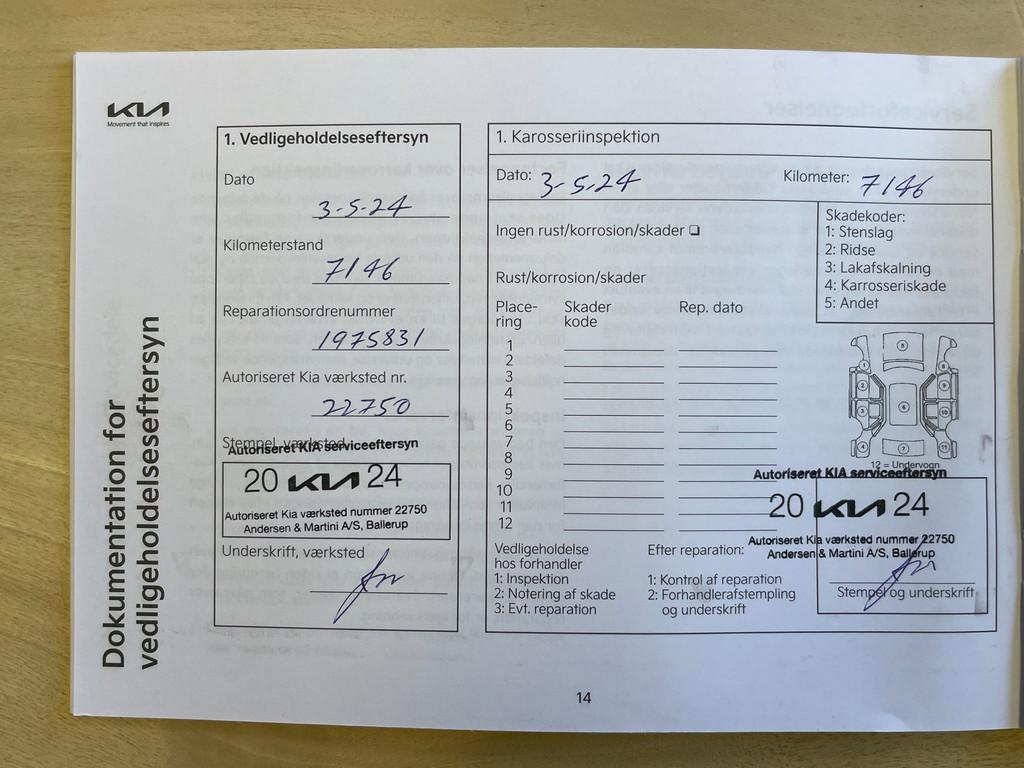 KIA
Movement that inspires
Dokumentation for
vedligeholdelseseftersyn
1. Vedligeholdelseseftersyn
Dato
3-5-24
Kilometerstand
7146
Reparationsordrenummer
1975831
Autoriseret Kia værksted nr.
22750
Stempel, værksted
Autoriseret KIA serviceeftersyn
20 KIA 24
Autoriseret Kia værksted nummer 22750
Andersen & Martini A/S, Ballerup
Underskrift, værksted
1. Karosseriinspektion
Dato: 3-5.24
Kilometer: 7146
Ingen rust/korrosion/skader ❏
Skadekoder:
1: Stenslag
2: Ridse
3: Lakafskalning
4: Karrosseriskade
5: Andet
Rust/korrosion/skader
Place-
ring
Skader
kode
Rep. dato
1
2
3
4
5
6
7
8
9
10
11
12
12 = Undervogn
Autoriseret KIA serviceeftersyn
20 KIA 24
Autoriseret Kia værksted nummer 22750
Andersen & Martini A/S, Ballerup
Stempel og underskrift
Vedligeholdelse
hos forhandler
1: Inspektion
2: Notering af skade
3: Evt. reparation
Efter reparation:
1: Kontrol af reparation
2: Forhandlerafstempling
og underskrift
14